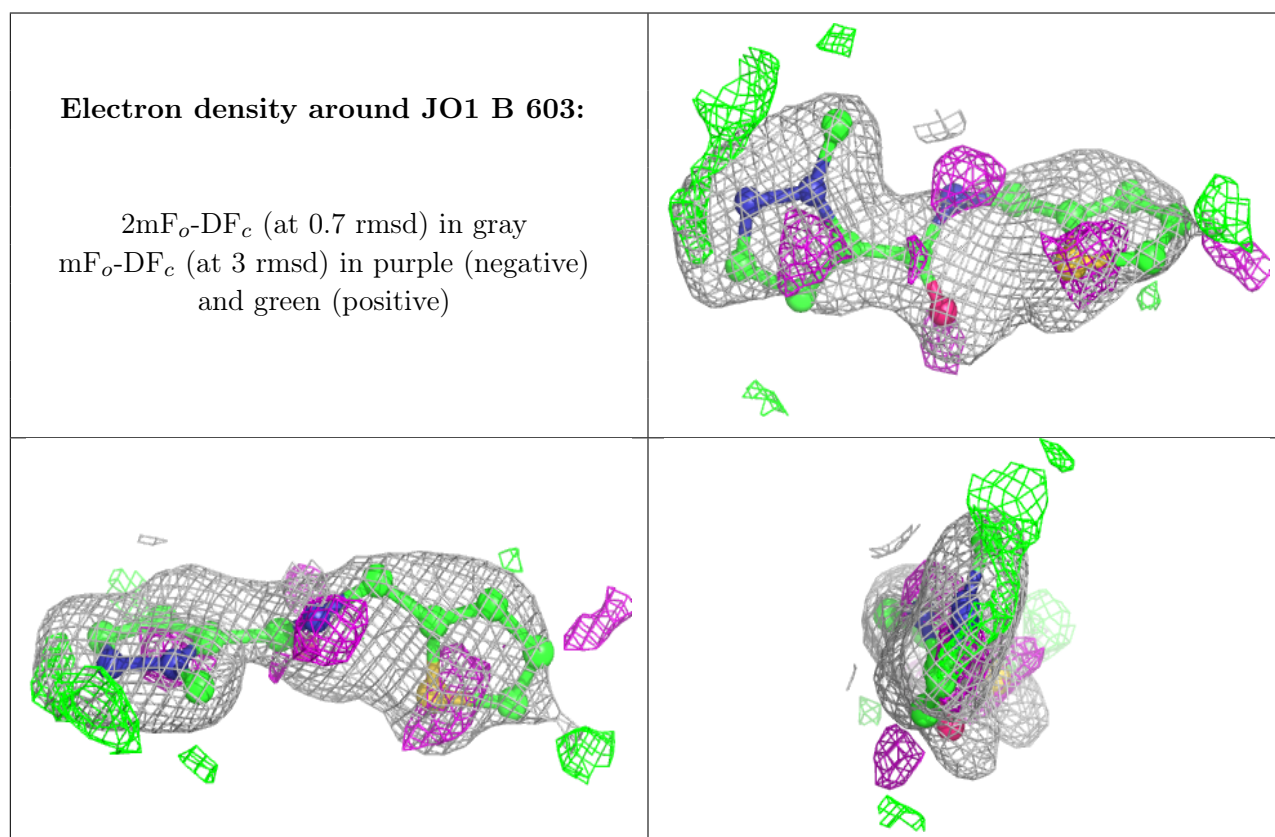 Electron density around JO1 B 603:
2mFo-DFc (at 0.7 rmsd) in gray
mFo-DFc (at 3 rmsd) in purple (negative)
and green (positive)